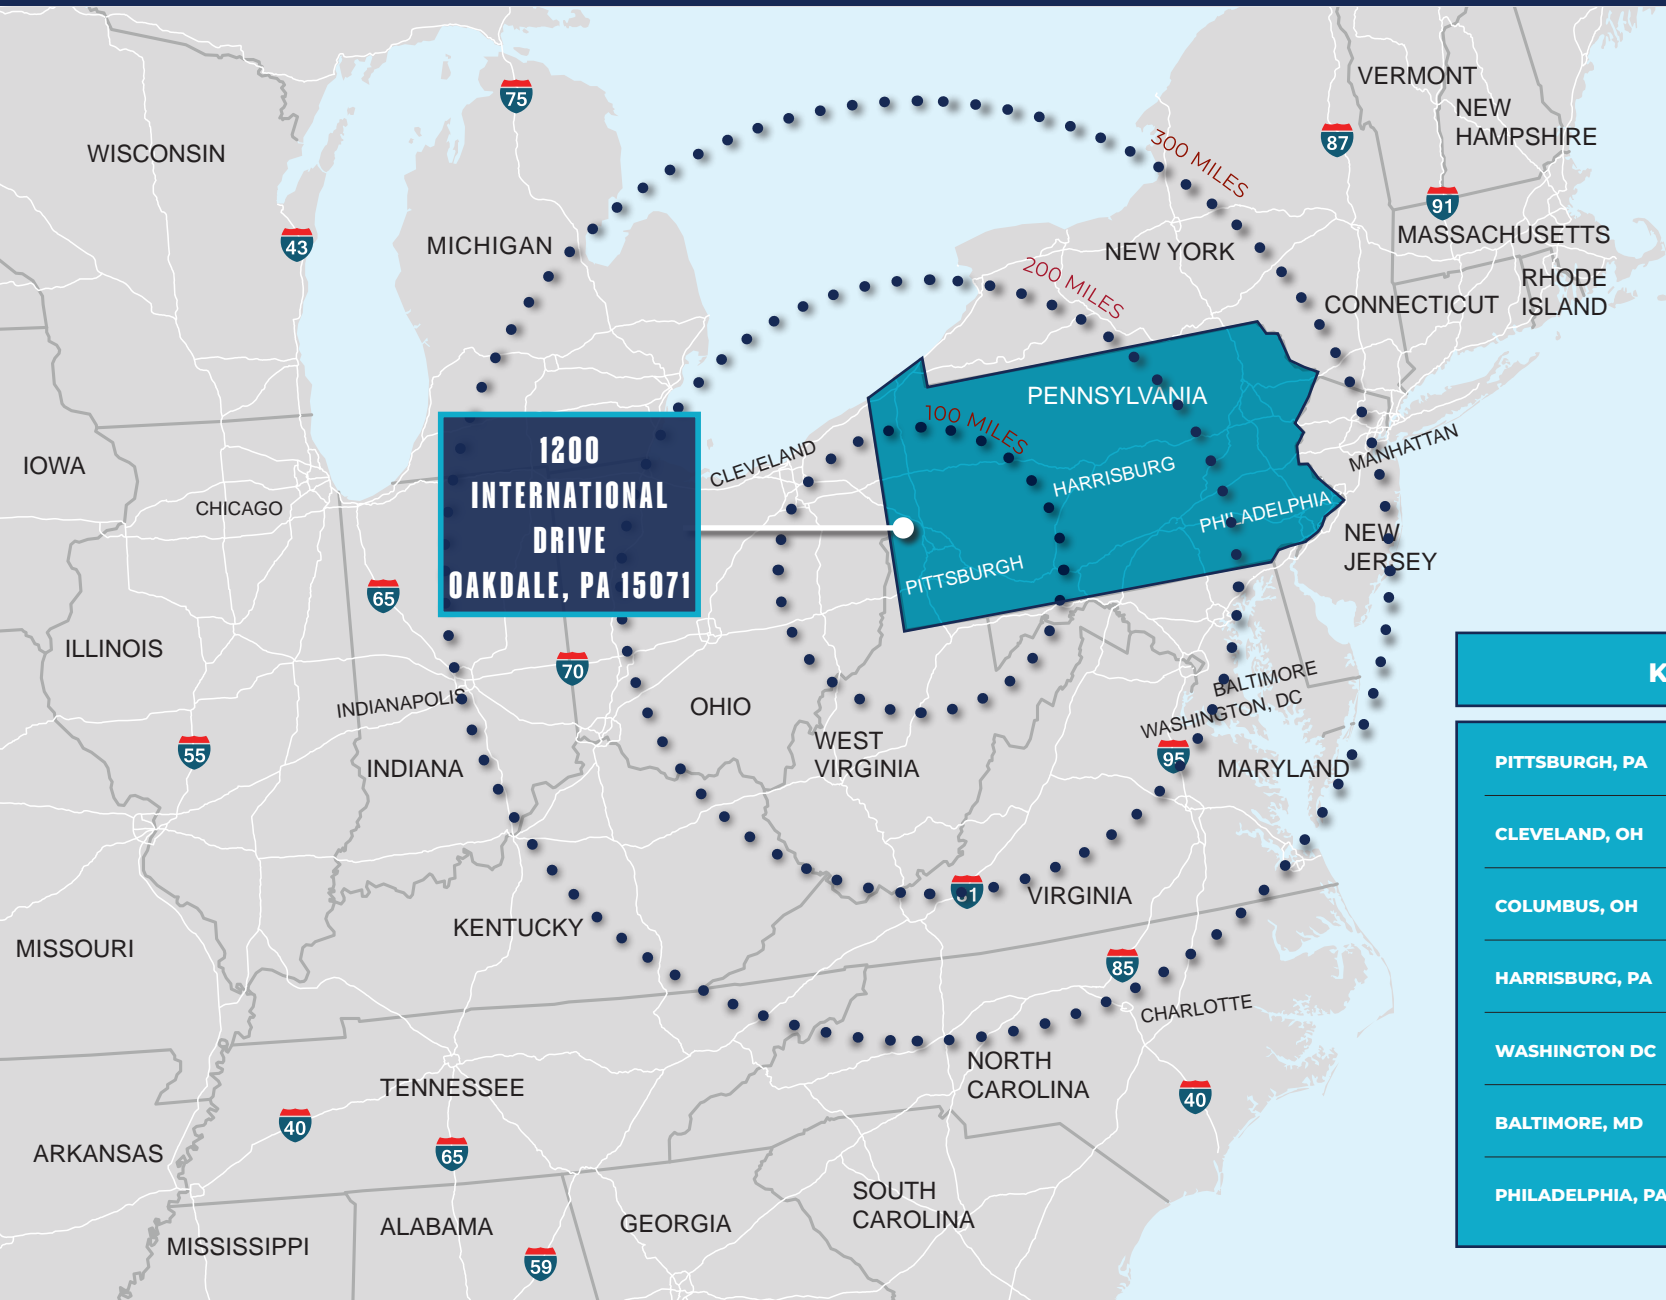 VERMONT
NEW
HAMPSHIRE
75
87
300 MILES
WISCONSIN
91
MASSACHUSETTS
43
MICHIGAN
NEW YORK
200 MILES
RHODE
ISLAND
CONNECTICUT
PENNSYLVANIA
100 MILES
MANHATTAN
1200
INTERNATIONAL
DRIVE
OAKDALE, PA 15071
CLEVELAND
IOWA
HARRISBURG
CHICAGO
PHILADELPHIA
NEW
JERSEY
PITTSBURGH
65
ILLINOIS
70
INDIANAPOLIS
OHIO
BALTIMORE
WASHINGTON, DC
55
WEST
VIRGINIA
95
MARYLAND
INDIANA
VIRGINIA
KENTUCKY
MISSOURI
85
CHARLOTTE
NORTH
CAROLINA
TENNESSEE
40
40
ARKANSAS
65
SOUTH
CAROLINA
ALABAMA
GEORGIA
MISSISSIPPI
59
K
PITTSBURGH, PA
CLEVELAND, OH
COLUMBUS, OH
HARRISBURG, PA
WASHINGTON DC
BALTIMORE, MD
PHILADELPHIA, PA